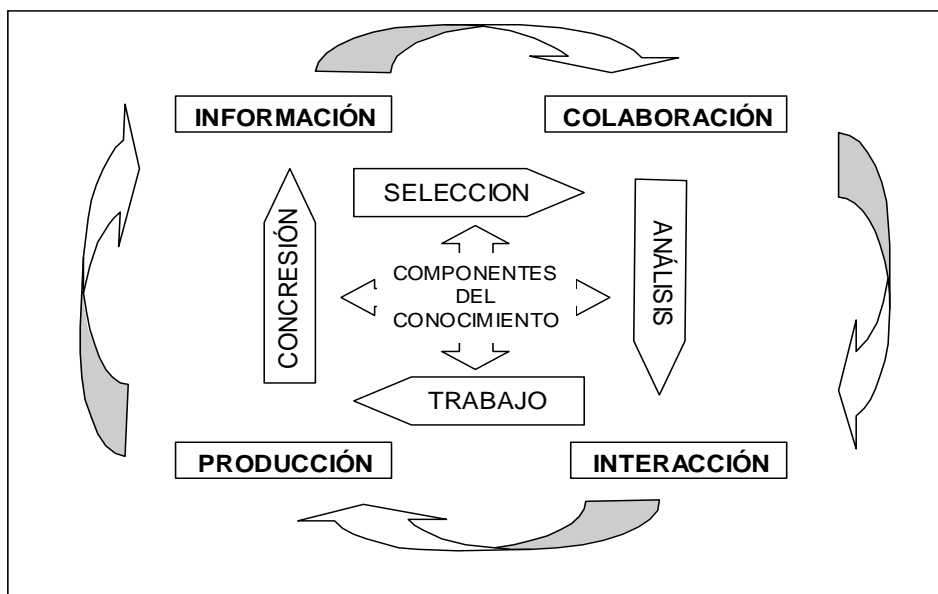 INFORMACIÓN
COLABORACIÓN
SELECCION
CONCRESIÓN
ANÁLISIS
COMPONENTES
DEL
CONOCIMIENTO
TRABAJO
PRODUCCIÓN
INTERACCIÓN